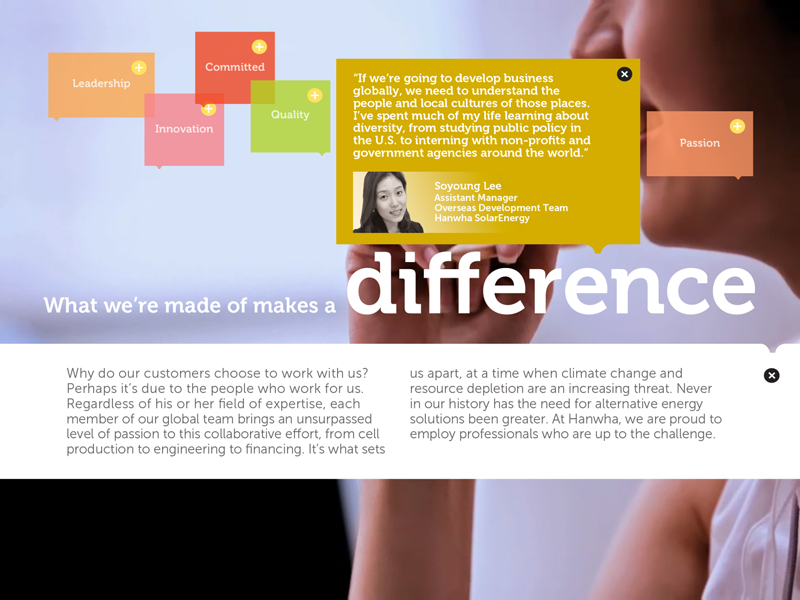 Leadership
Committed
Innovation
Quality
Passion
“If we’re going to develop business
globally, we need to understand the
people and local cultures of those places.
I’ve spent much of my life learning about
diversity, from studying public policy in
the U.S. to interning with non-profits and
government agencies around the world.”
Soyoung Lee
Assistant Manager
Overseas Development Team
Hanwha SolarEnergy
What we’re made of makes a difference
Why do our customers choose to work with us?
Perhaps it’s due to the people who work for us.
Regardless of his or her field of expertise, each
member of our global team brings an unsurpassed
level of passion to this collaborative effort, from cell
production to engineering to financing. It’s what sets
us apart, at a time when climate change and
resource depletion are an increasing threat. Never
in our history has the need for alternative energy
solutions been greater. At Hanwha, we are proud to
employ professionals who are up to the challenge.